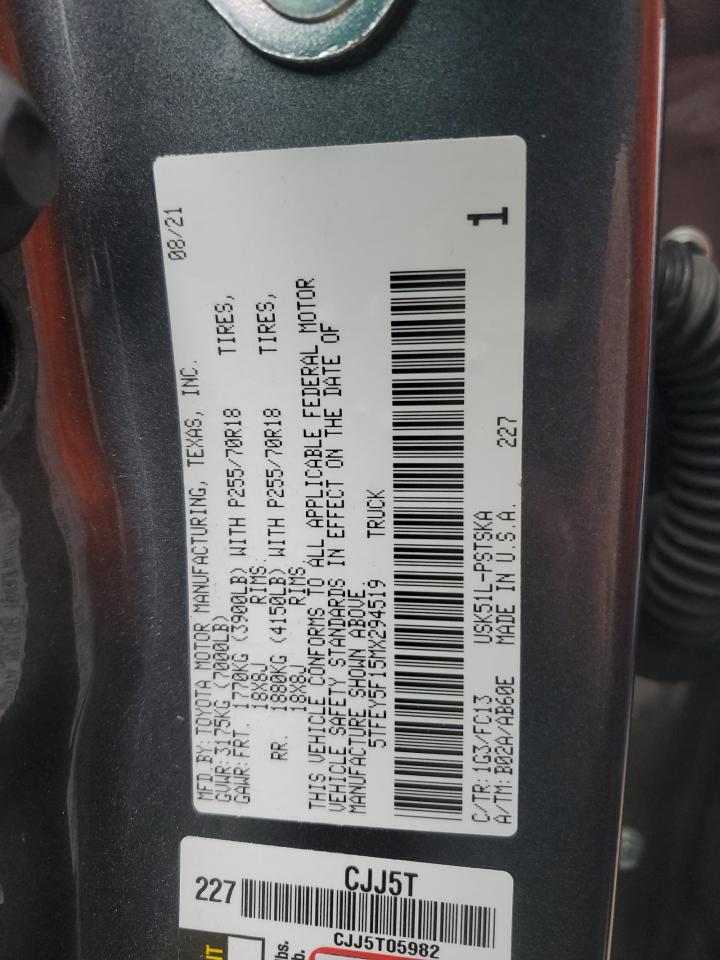 MFD BY: TOYOTA MOTOR MANUFACTURING, TEXAS, INC. 08/21
GVWR: 3175KG (7000LB)
GAWR: FRT. 1770KG (3900LB) WITH P255/70R18 TIRES,
18X8J RIMS,
RR. 1880KG (4150LB) WITH P255/70R18 TIRES,
18X8J RIMS
THIS VEHICLE CONFORMS TO ALL APPLICABLE FEDERAL MOTOR
VEHICLE SAFETY STANDARDS IN EFFECT ON THE DATE OF
MANUFACTURE SHOWN ABOVE
5TFEY5F15MX294519 TRUCK
C/TR: 1G3/FC13 USK51L-PSTSKA 227 1
A/TM: B02A/AB60E MADE IN U.S.A.
227
CJJ5T
CJJ5T05982